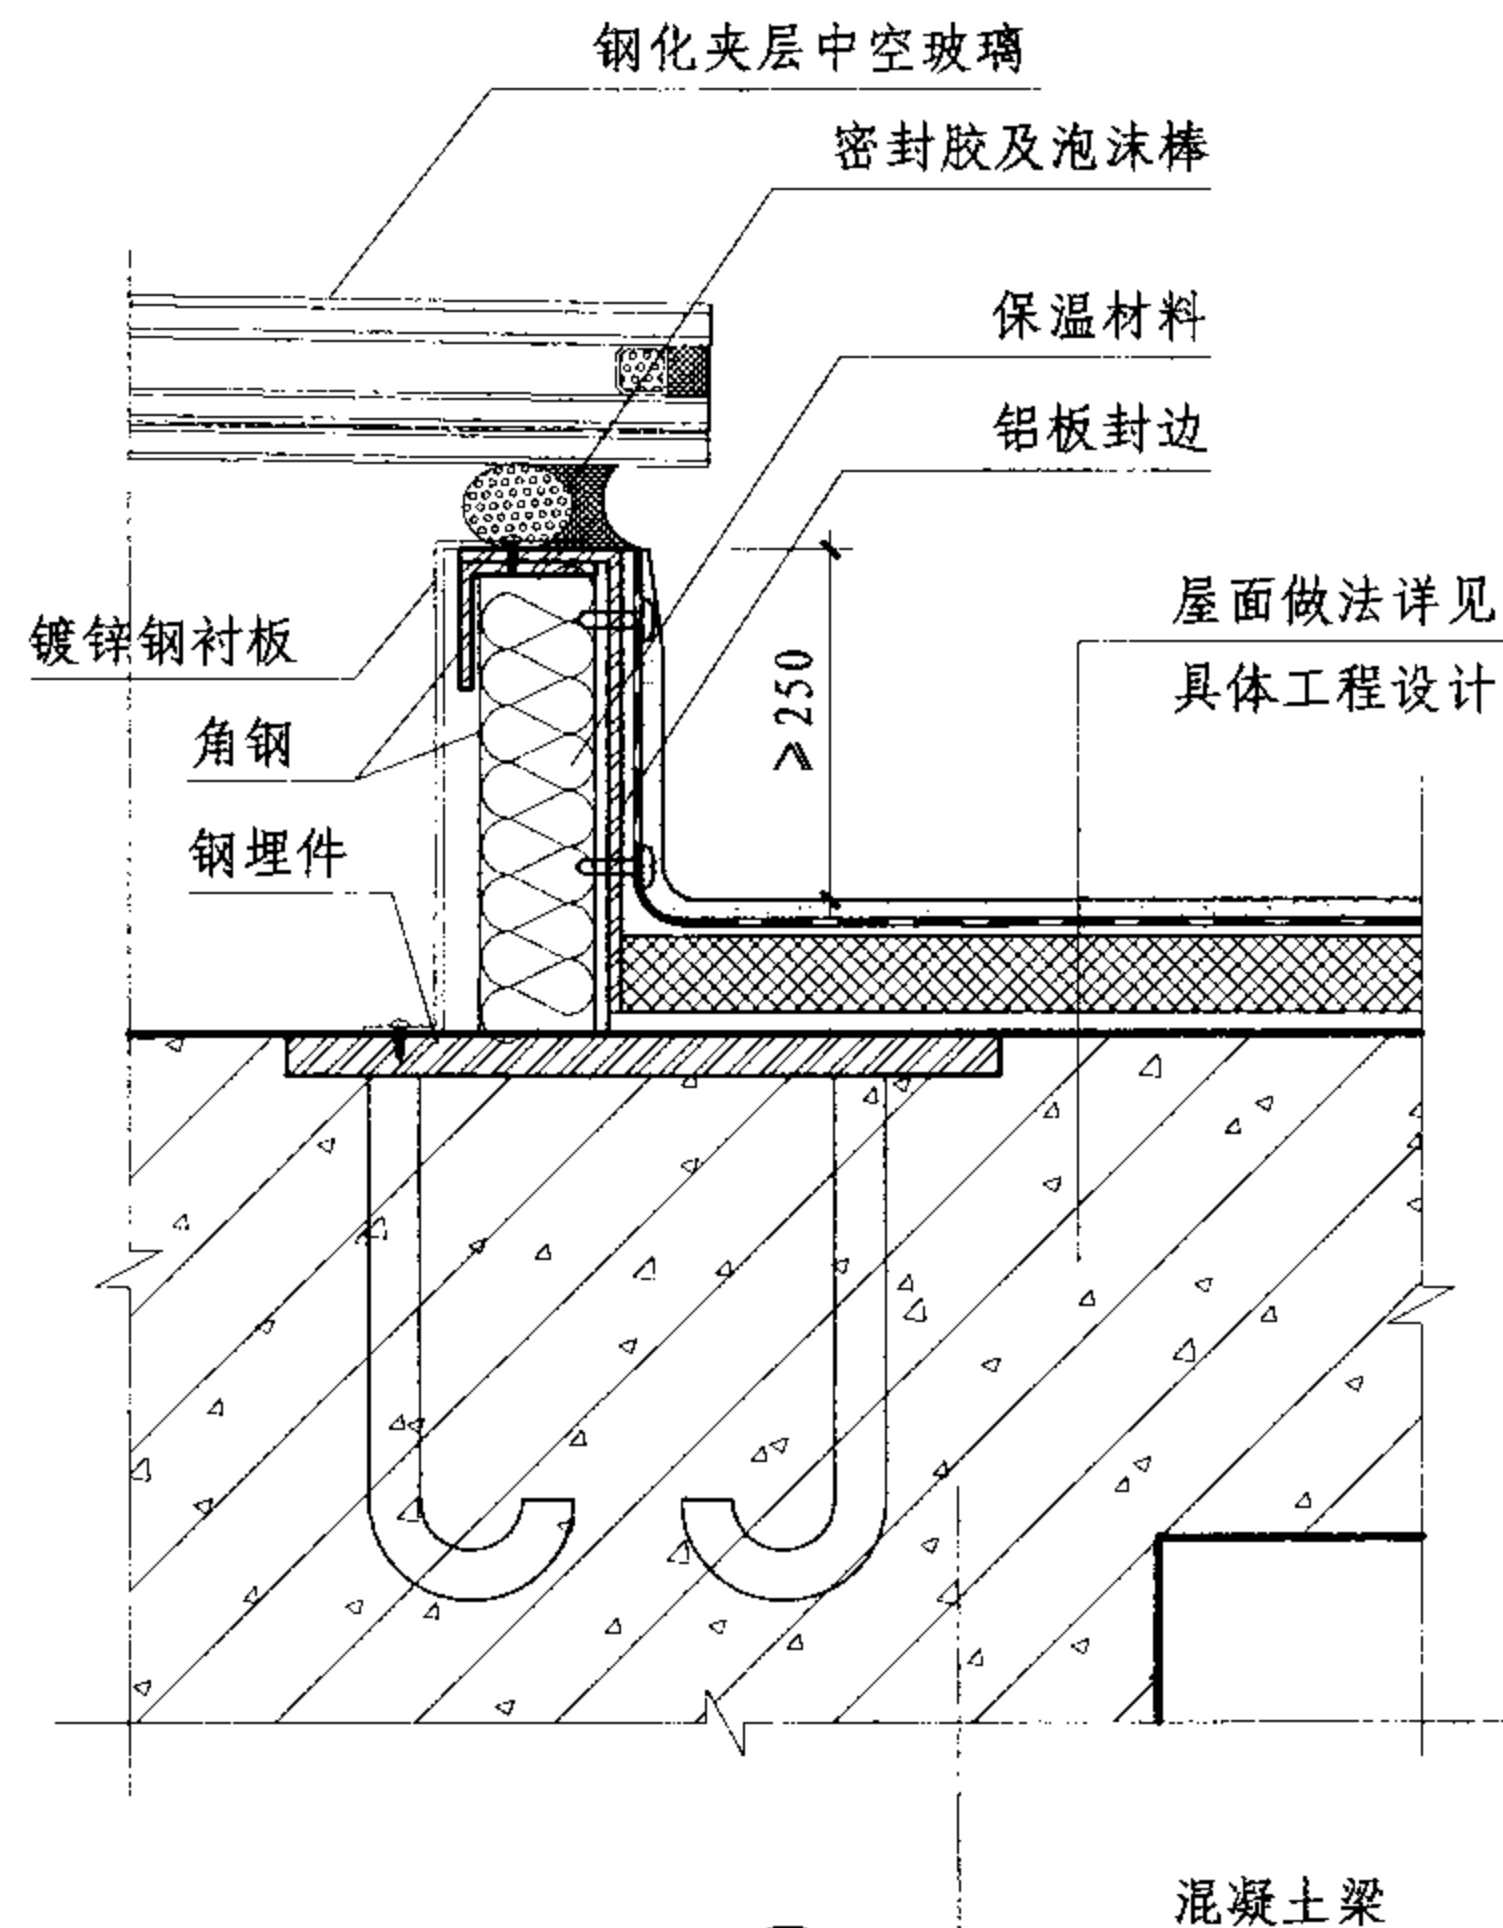 钢化夹层中空玻璃
密封胶及泡沫棒
保温材料
铝板封边
屋面做法详见
具体工程设计
镀锌钢衬板
角钢
钢埋件
≥250
混凝土梁